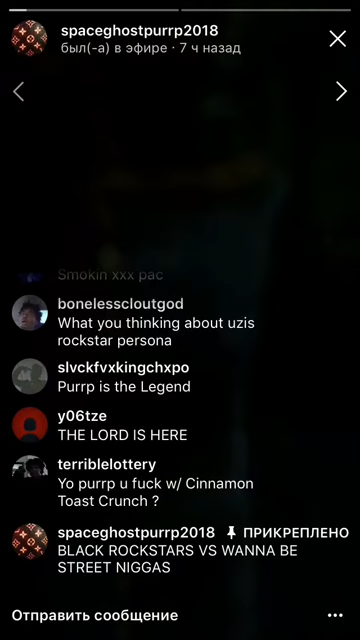 spaceghostpurrp2018
был(-а) в эфире · 7 ч назад
Smokin xxx pac
bonelesscloutgod
What you thinking about uzis
rockstar persona
slvckfvxkingchxpo
Purrp is the Legend
y06tze
THE LORD IS HERE
terriblelottery
Yo purrp u fuck w/ Cinnamon
Toast Crunch ?
spaceghostpurrp2018 ПРИКРЕПЛЕНО
BLACK ROCKSTARS VS WANNA BE
STREET NIGGAS
Отправить сообщение